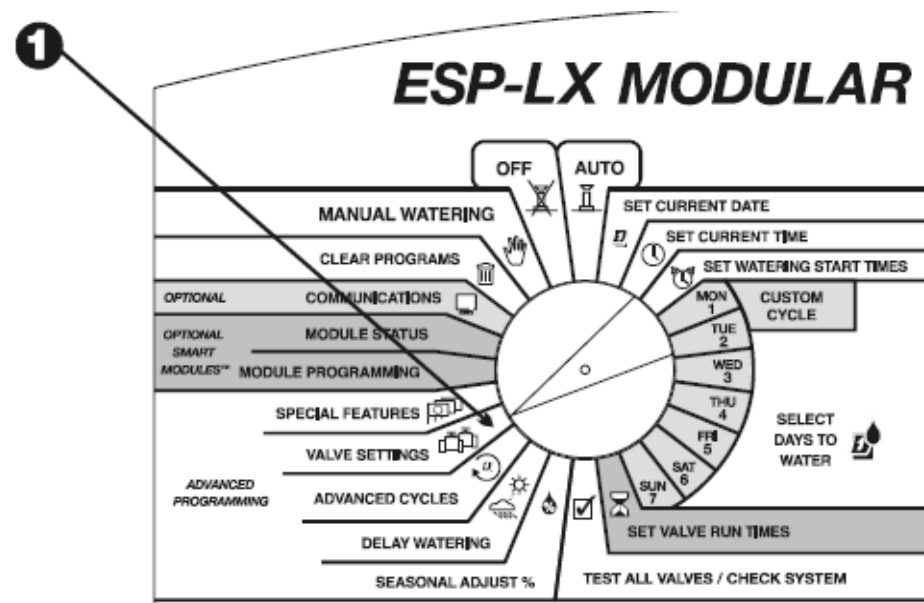 1
ESP-LX MODULAR
OFF
AUTO
MANUAL WATERING
SET CURRENT DATE
CLEAR PROGRAMS
SET CURRENT TIME
SET WATERING START TIMES
OPTIONAL
COMMUNICATIONS
MON
1
CUSTOM
CYCLE
OPTIONAL
SMART
MODULES™
MODULE STATUS
MODULE PROGRAMMING
TUE
2
WED
3
THU
4
FRI
5
SAT
6
SUN
7
SELECT
DAYS TO
WATER
SPECIAL FEATURES
VALVE SETTINGS
ADVANCED
PROGRAMMING
ADVANCED CYCLES
DELAY WATERING
SEASONAL ADJUST %
SET VALVE RUN TIMES
TEST ALL VALVES / CHECK SYSTEM